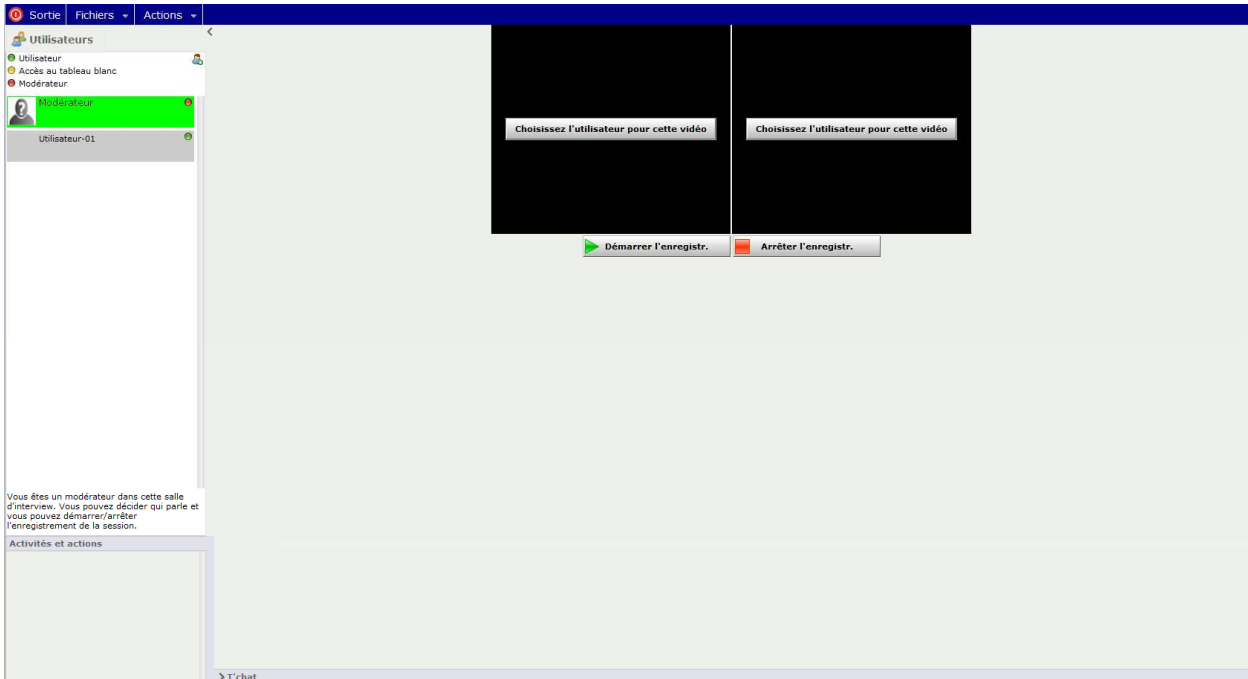 Sortie Fichiers Actions
Utilisateurs
Utilisateur
Accès au tableau blanc
Modérateur
Modérateur
Utilisateur-01
Choisissez l'utilisateur pour cette vidéo
Choisissez l'utilisateur pour cette vidéo
Démarrer l'enregistr.
Arrêter l'enregistr.
Vous êtes un modérateur dans cette salle
d'interview. Vous pouvez décider qui parle et
vous pouvez démarrer/arrêter
l'enregistrement de la session.
Activités et actions
T'chat